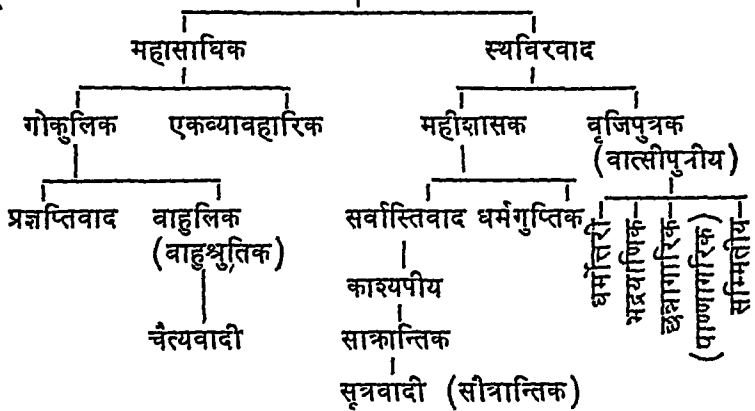 महासाघिक स्थविरवाद
गोकुलिक एकव्यावहारिक महीशासक वृजिपुत्रक
(वात्सीपुत्रीय)
प्रज्ञप्तिवाद वाहुलिक सर्वास्तिवाद धर्मगुप्तिक
(वाहुश्रुतिक)
धर्मोत्तरी
भद्रयाणिक
छन्नागारिक
(पाण्णागरिक)
सम्मितीय
काश्यपीय
चैत्यवादी साक्रान्तिक
सूत्रवादी (सौत्रान्तिक)